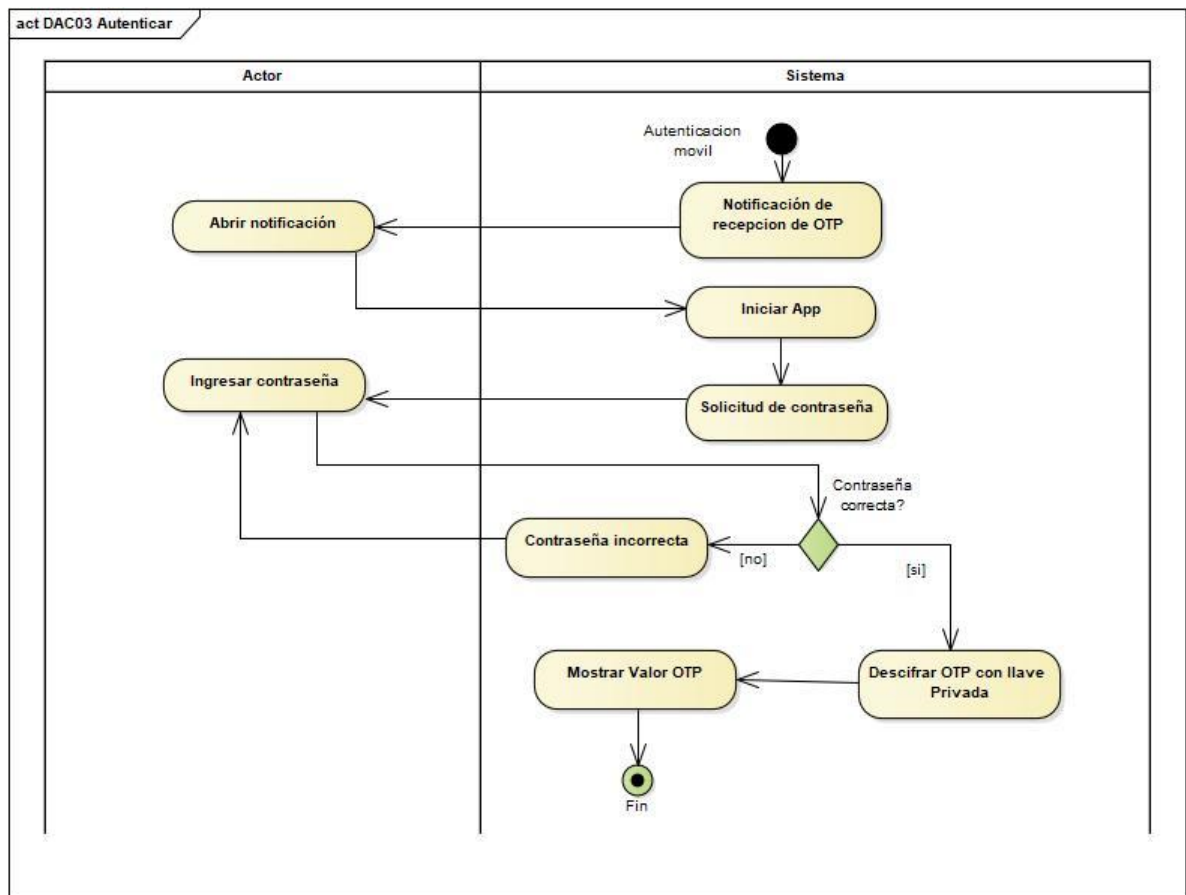 act DAC03 Autenticar
Actor
Sistema
Autenticacion
movil
Notificación de
recepcion de OTP
Abrir notificación
Iniciar App
Ingresar contraseña
Solicitud de contraseña
Contraseña
correcta?
Contraseña incorrecta
[no]
[si]
Mostrar Valor OTP
Descifrar OTP con llave
Privada
Fin